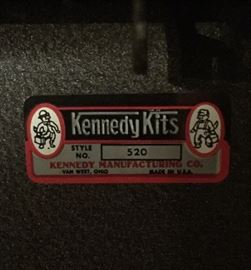 Kennedy Kits
STYLE NO. 520
KENNEDY MANUFACTURING CO.
VAN WERT, OHIO MADE IN U.S.A.